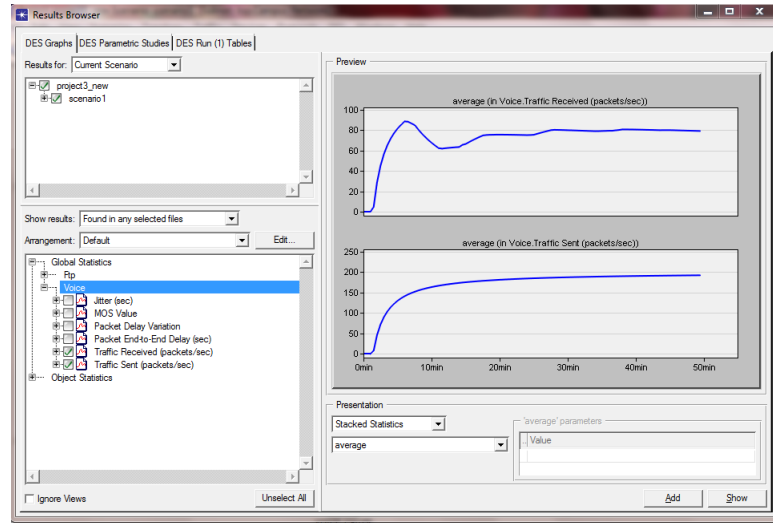 Results Browser
DES Graphs DES Parametric Studies DES Run (1) Tables
Results for: Current Scenario
project3_new
scenario1
Show results: Found in any selected files
Arrangement: Default Edit...
Global Statistics
Rtp
Voice
Jitter (sec)
MOS Value
Packet Delay Variation
Packet End-to-End Delay (sec)
Traffic Received (packets/sec)
Traffic Sent (packets/sec)
Object Statistics
Ignore Views Unselect All
Preview
average (in Voice.Traffic Received (packets/sec))
100
80
60
40
20
0
average (in Voice.Traffic Sent (packets/sec))
250
200
150
100
50
0
0min 10min 20min 30min 40min 50min
Presentation
Stacked Statistics
average
'average' parameters
.. Value
Add Show